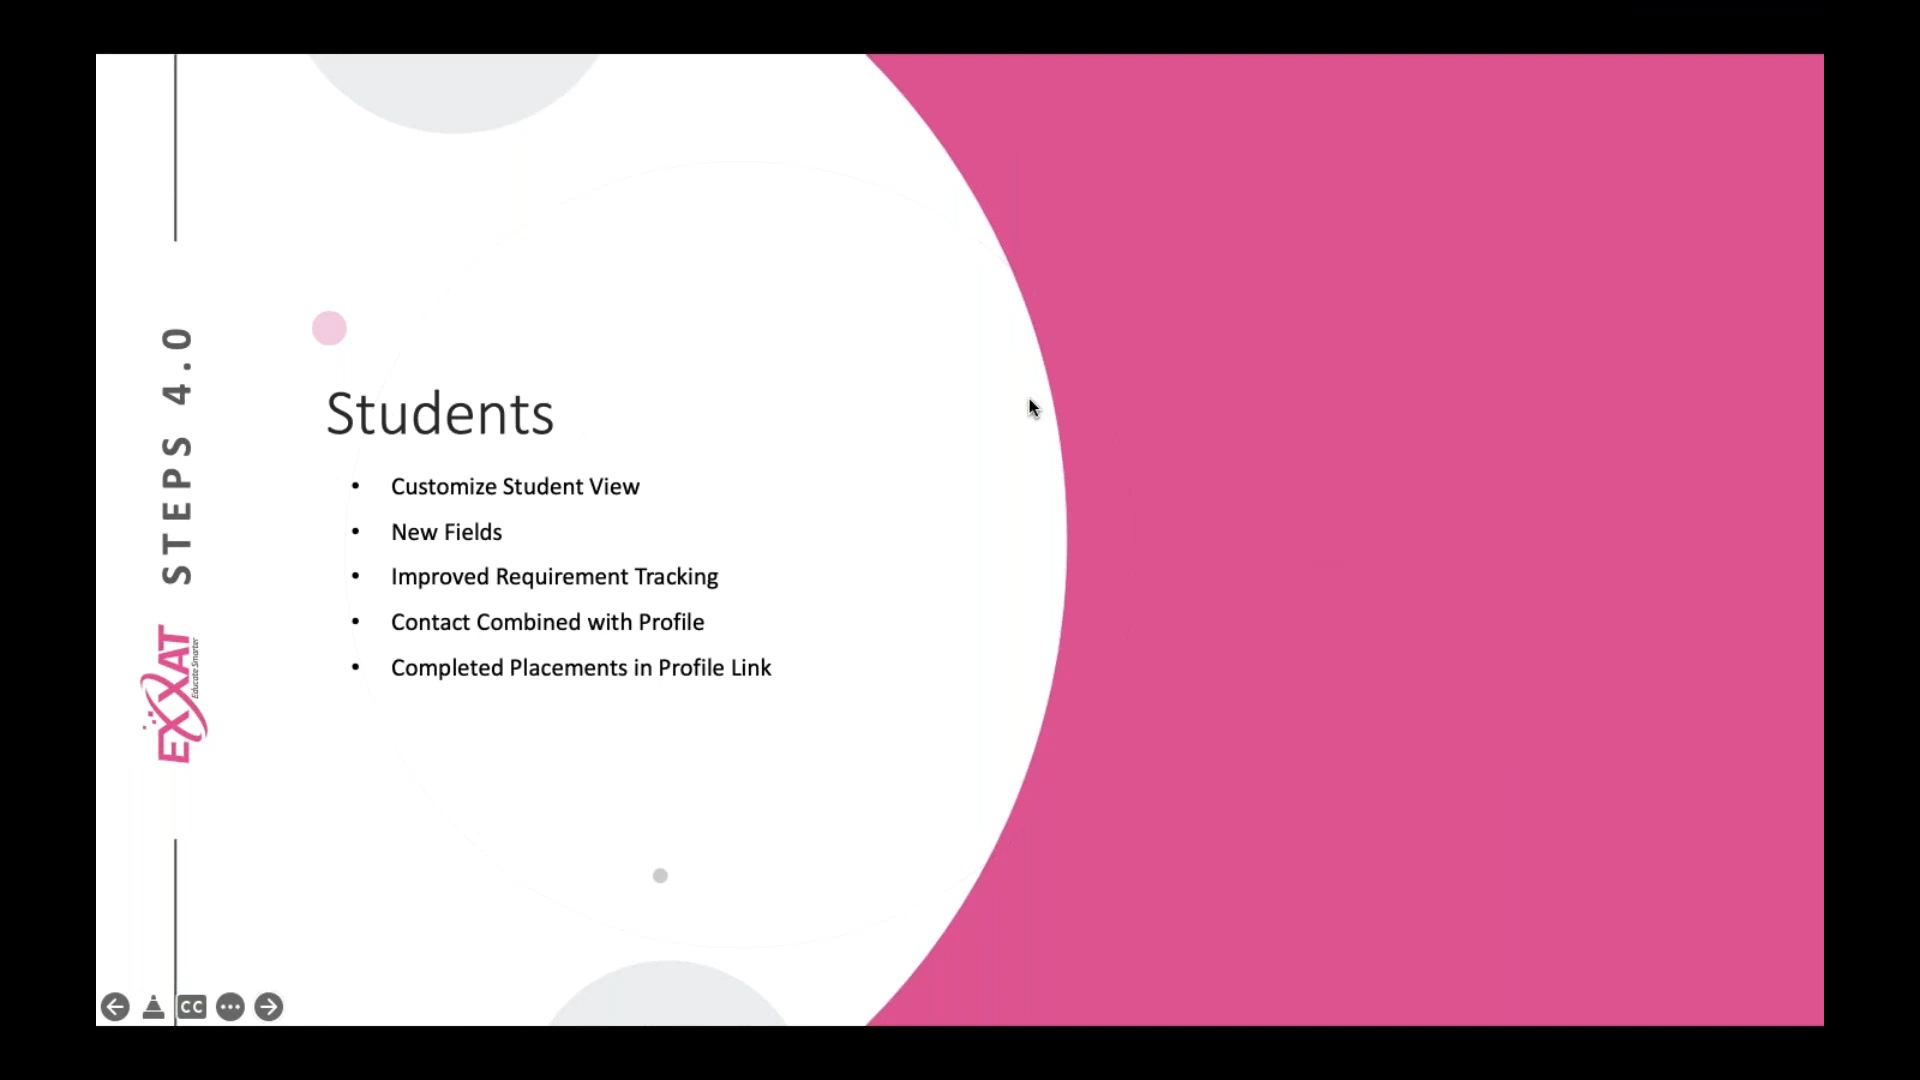 STEPS 4.0
EXXAT
Educate Smarter
Students
• Customize Student View
• New Fields
• Improved Requirement Tracking
• Contact Combined with Profile
• Completed Placements in Profile Link
CC